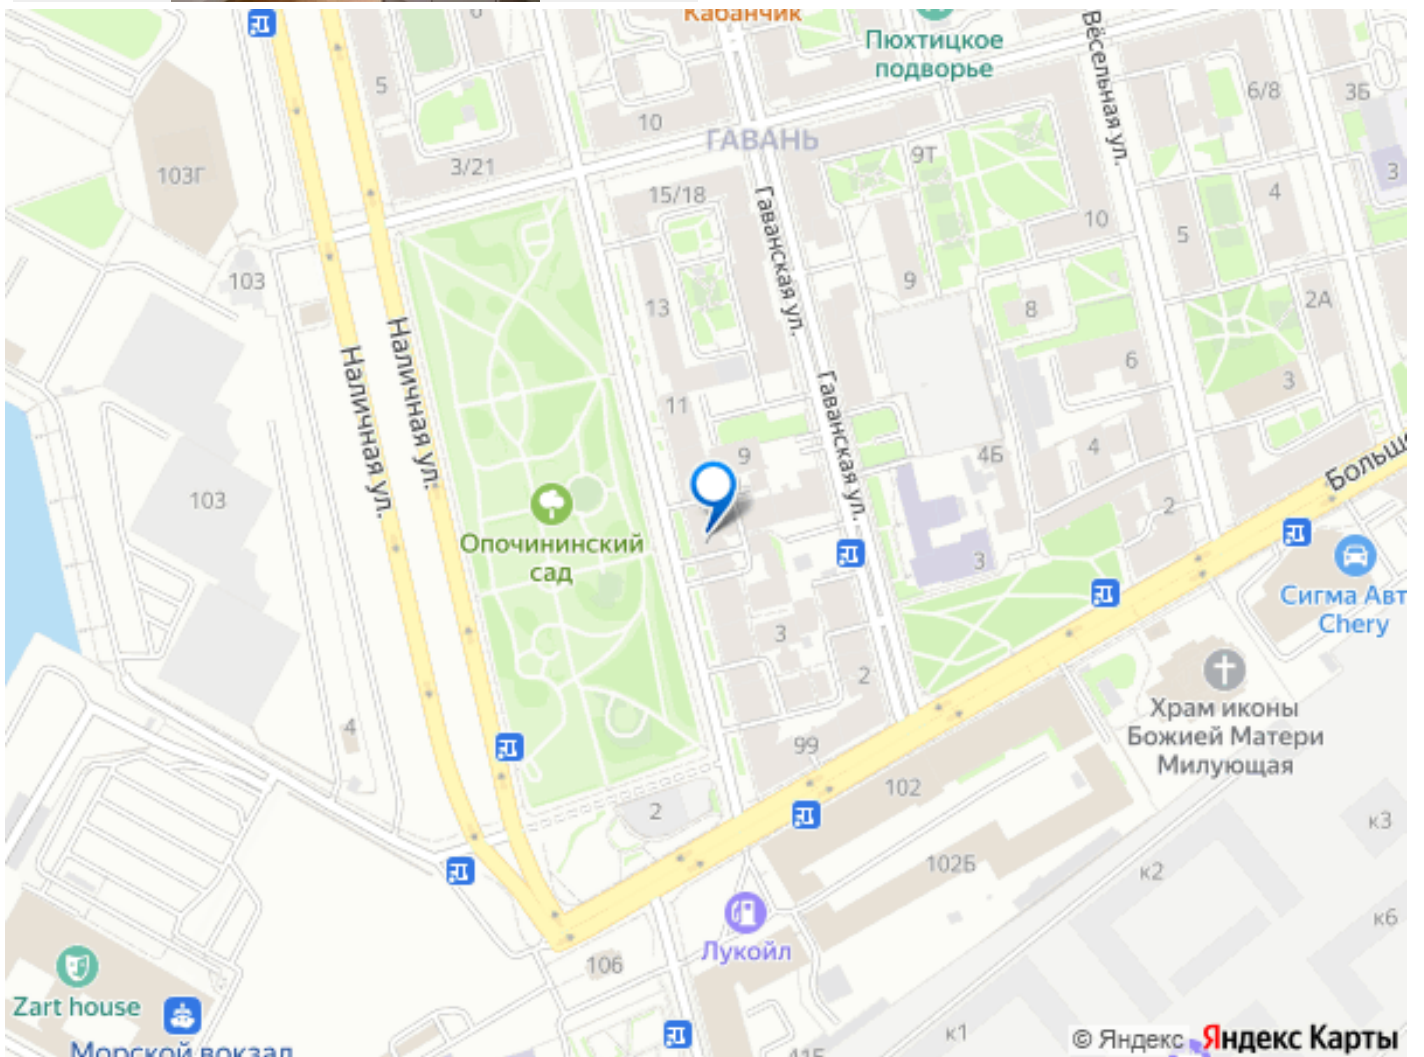 Кабанчик
Пюхтицкое
подворье
Вёсельная ул.
6/8
3Б
5
10
ГАВАНЬ
9Т
3/21
103Г
15/18
3
4
10
5
Гаванская ул.
103
9
2А
13
8
Наличная ул.
Наличная ул.
6
3
11
Гаванская ул.
9
4Б
4
Большо
103
2
Опочининский
сад
3
Сигма Авт
Chery
3
2
Храм иконы
Божией Матери
Милующая
4
99
102
2
к3
102Б
к2
к6
Лукойл
106
Zart house
Морской вокзал
к1
41Б
© Яндекс Яндекс Карты